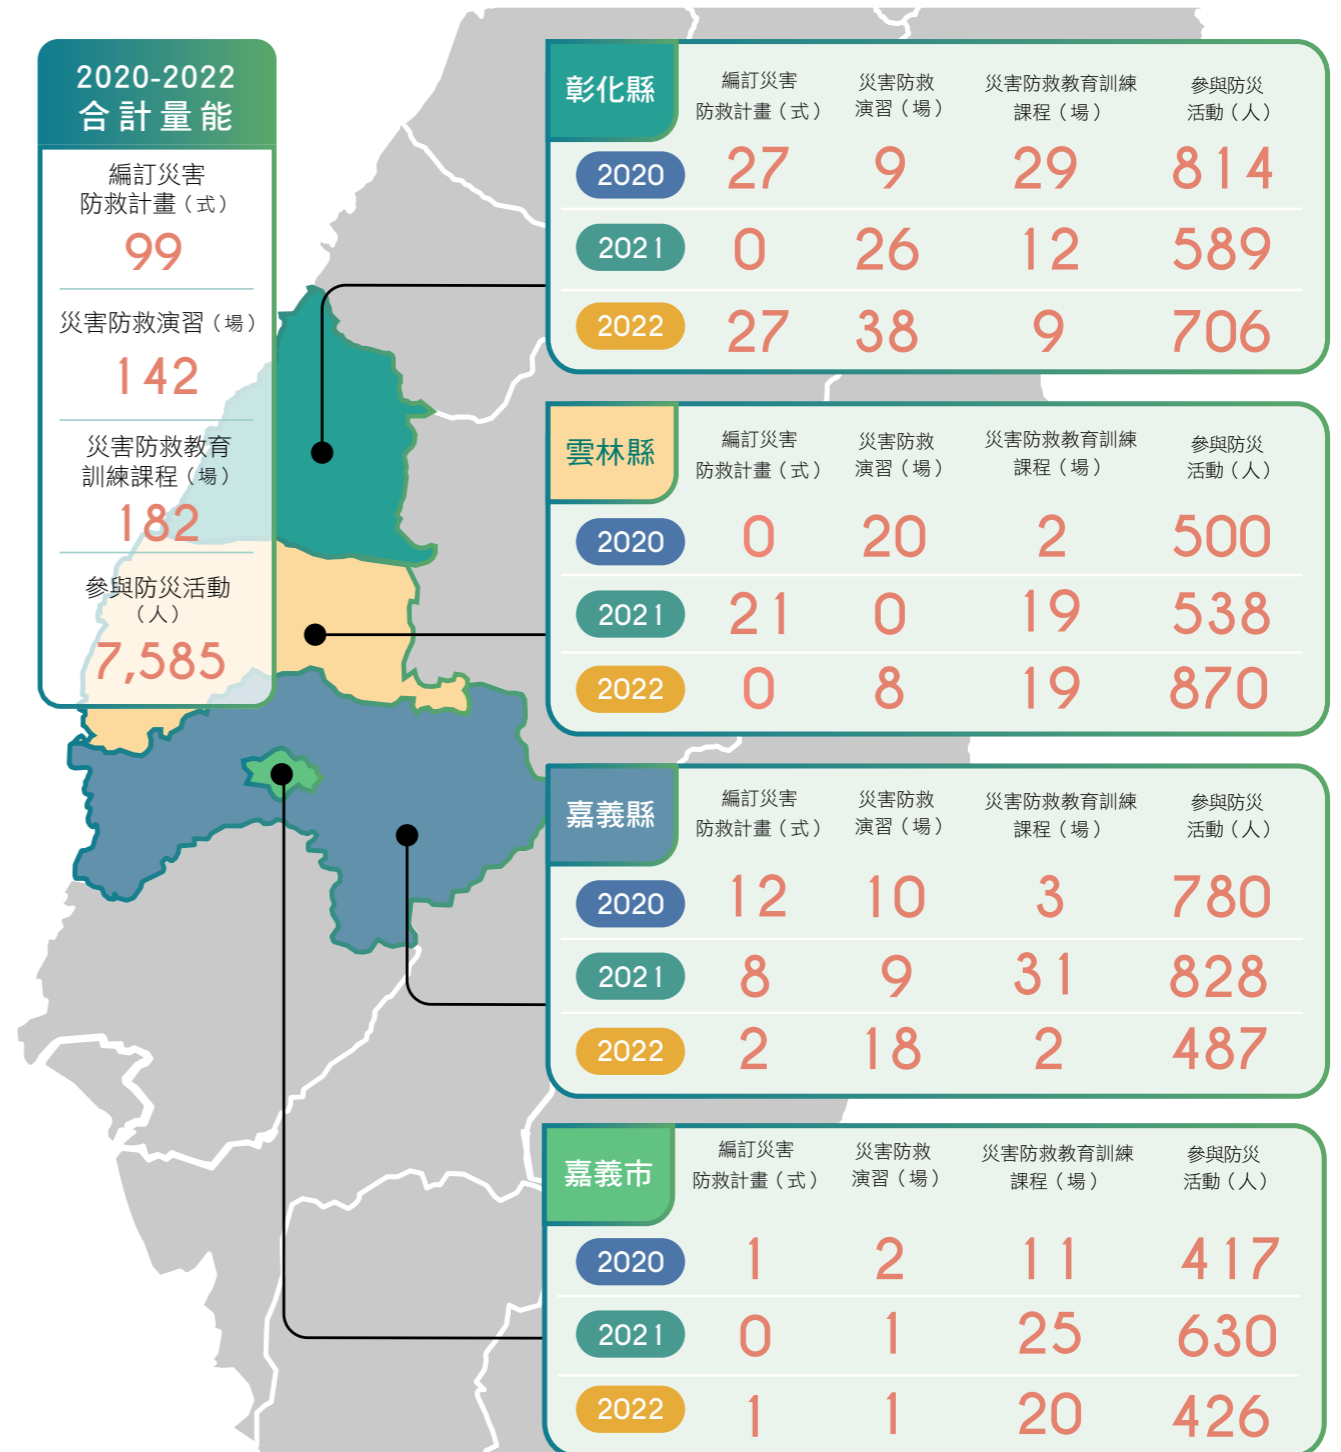 2020-2022
合計量能
編訂災害
防救計畫（式）
99
災害防救演習（場）
142
災害防救教育
訓練課程（場）
182
參與防災活動
（人）
7,585
彰化縣
編訂災害
防救計畫（式）
災害防救
演習（場）
災害防救教育訓練
課程（場）
參與防災
活動（人）
2020 27 9 29 814
2021 0 26 12 589
2022 27 38 9 706
雲林縣
編訂災害
防救計畫（式）
災害防救
演習（場）
災害防救教育訓練
課程（場）
參與防災
活動（人）
2020 0 20 2 500
2021 21 0 19 538
2022 0 8 19 870
嘉義縣
編訂災害
防救計畫（式）
災害防救
演習（場）
災害防救教育訓練
課程（場）
參與防災
活動（人）
2020 12 10 3 780
2021 8 9 31 828
2022 2 18 2 487
嘉義市
編訂災害
防救計畫（式）
災害防救
演習（場）
災害防救教育訓練
課程（場）
參與防災
活動（人）
2020 1 2 11 417
2021 0 1 25 630
2022 1 1 20 426